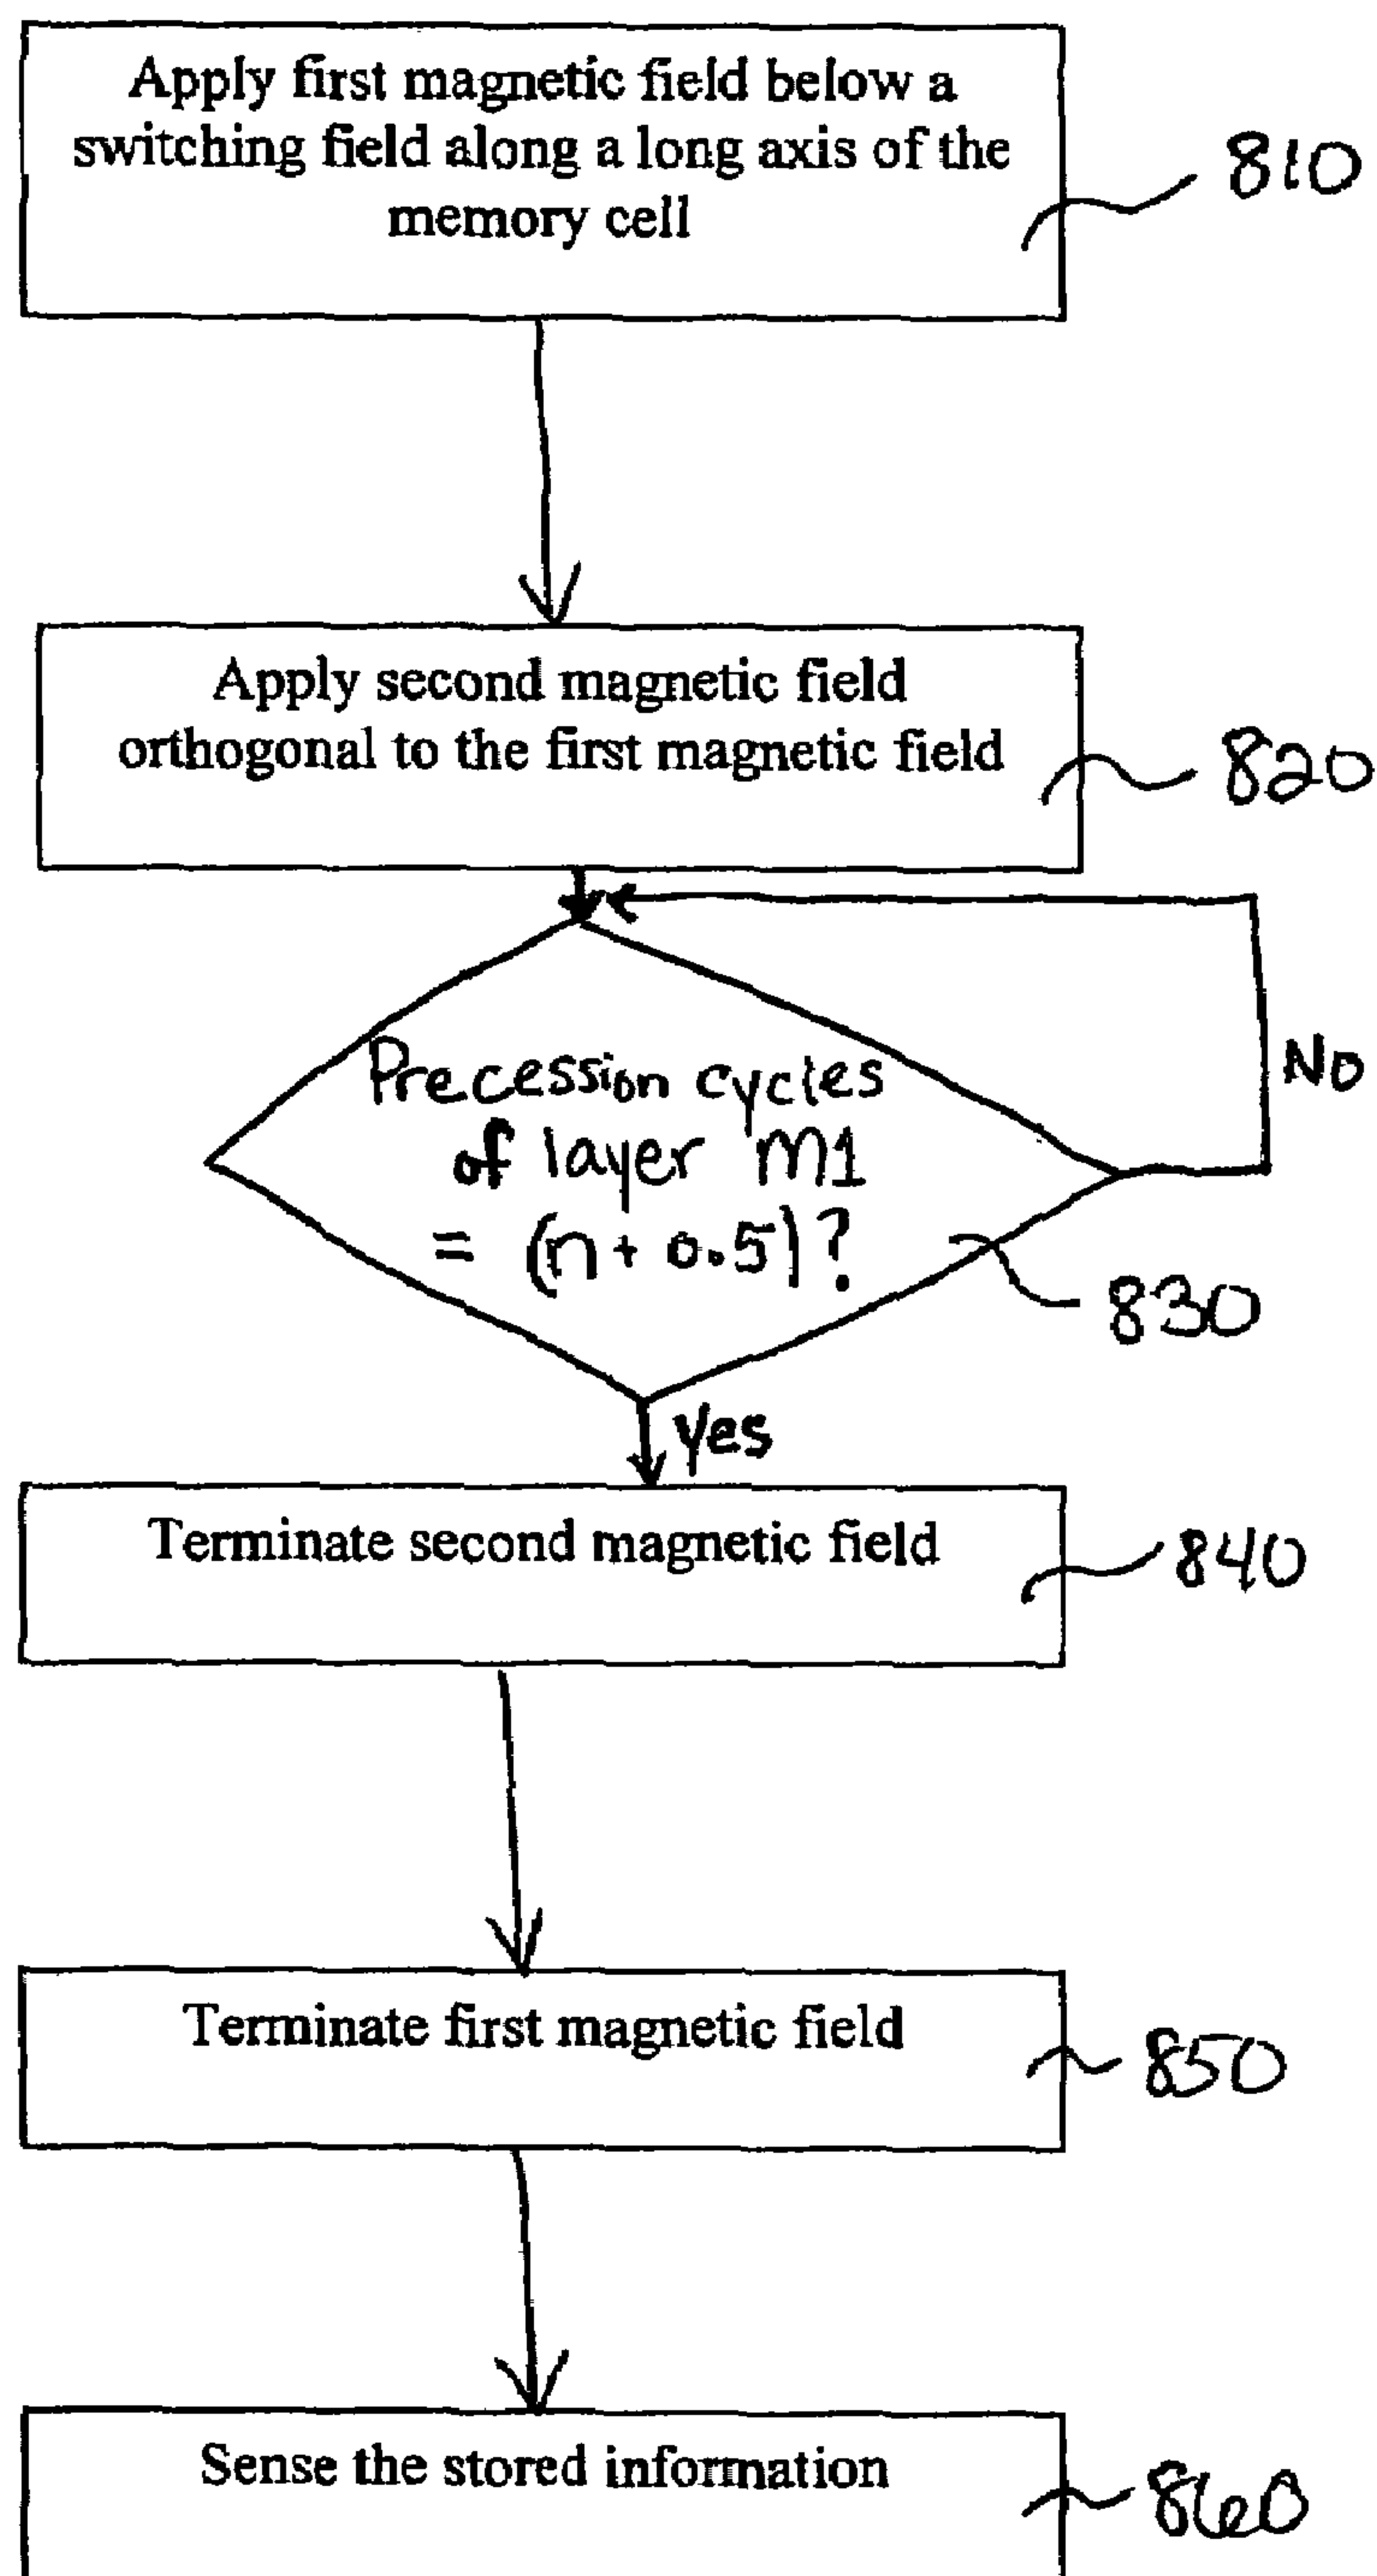 Apply first magnetic field below a
switching field along a long axis of the
memory cell
810
Apply second magnetic field
orthogonal to the first magnetic field
820
Precession cycles
of layer M1
= (n + 0.5)?
No
830
Yes
Terminate second magnetic field
840
Terminate first magnetic field
850
Sense the stored information
860